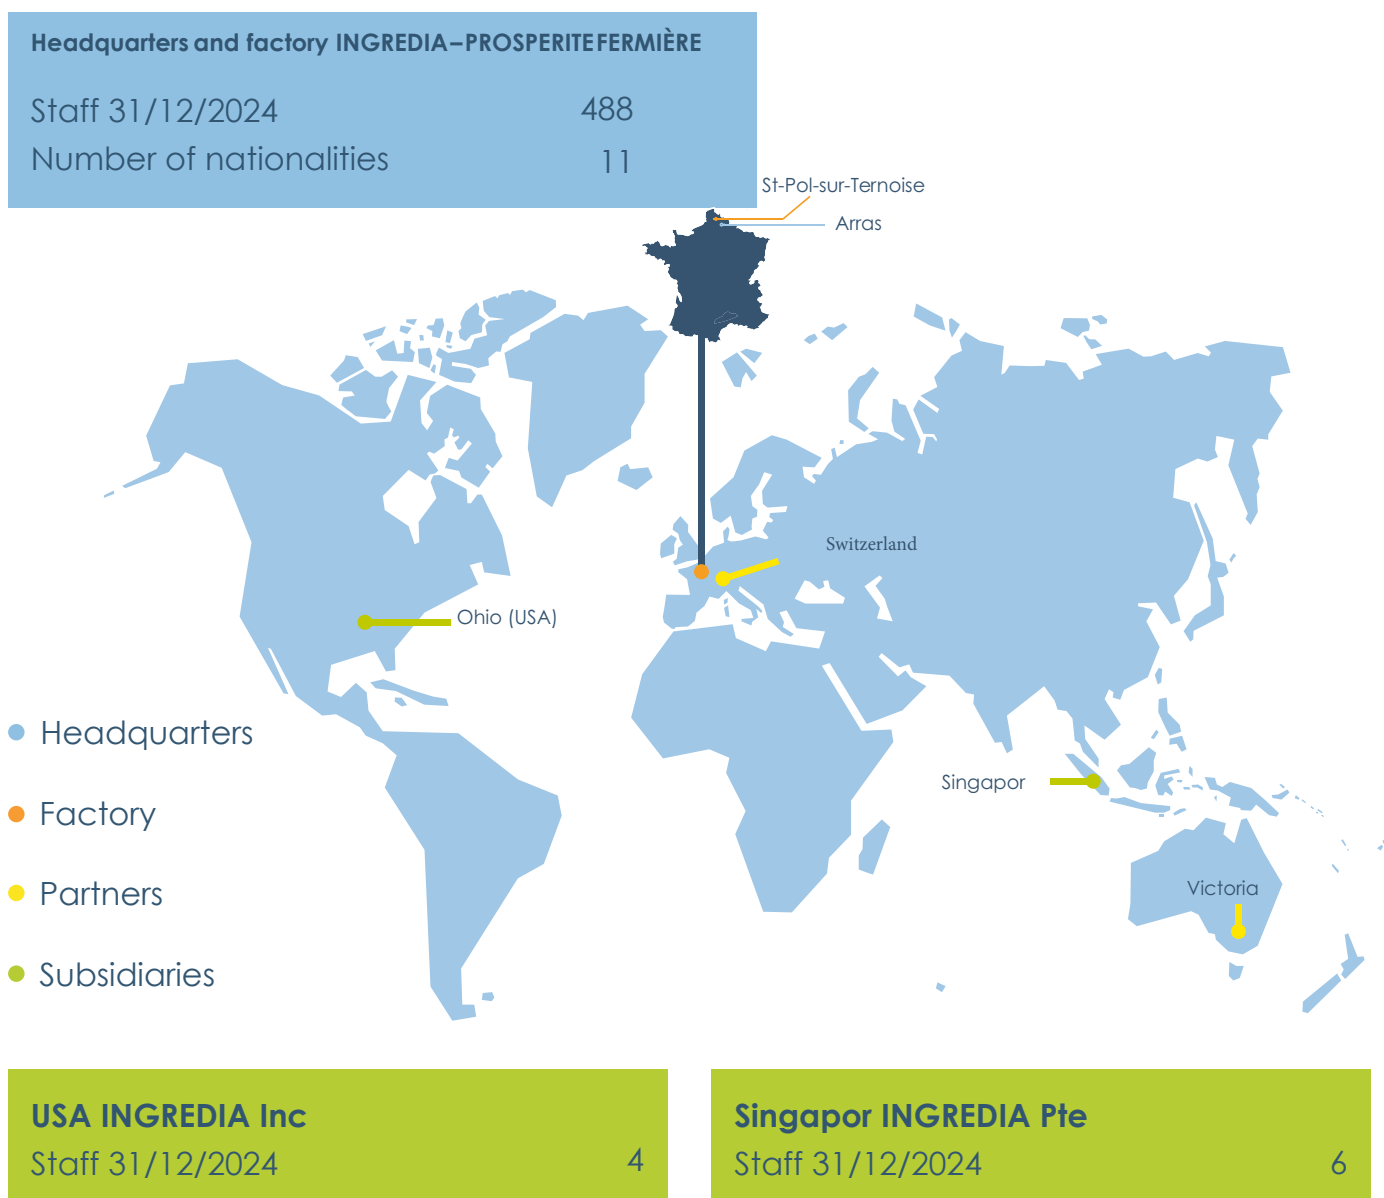 Headquarters and factory INGREDIA–PROSPERITE FERMIÈRE
Staff 31/12/2024 488
Number of nationalities 11
St-Pol-sur-Ternoise
Arras
Switzerland
Ohio (USA)
Headquarters
Singapor
Factory
Victoria
Partners
Subsidiaries
USA INGREDIA Inc
Staff 31/12/2024 4
Singapor INGREDIA Pte
Staff 31/12/2024 6